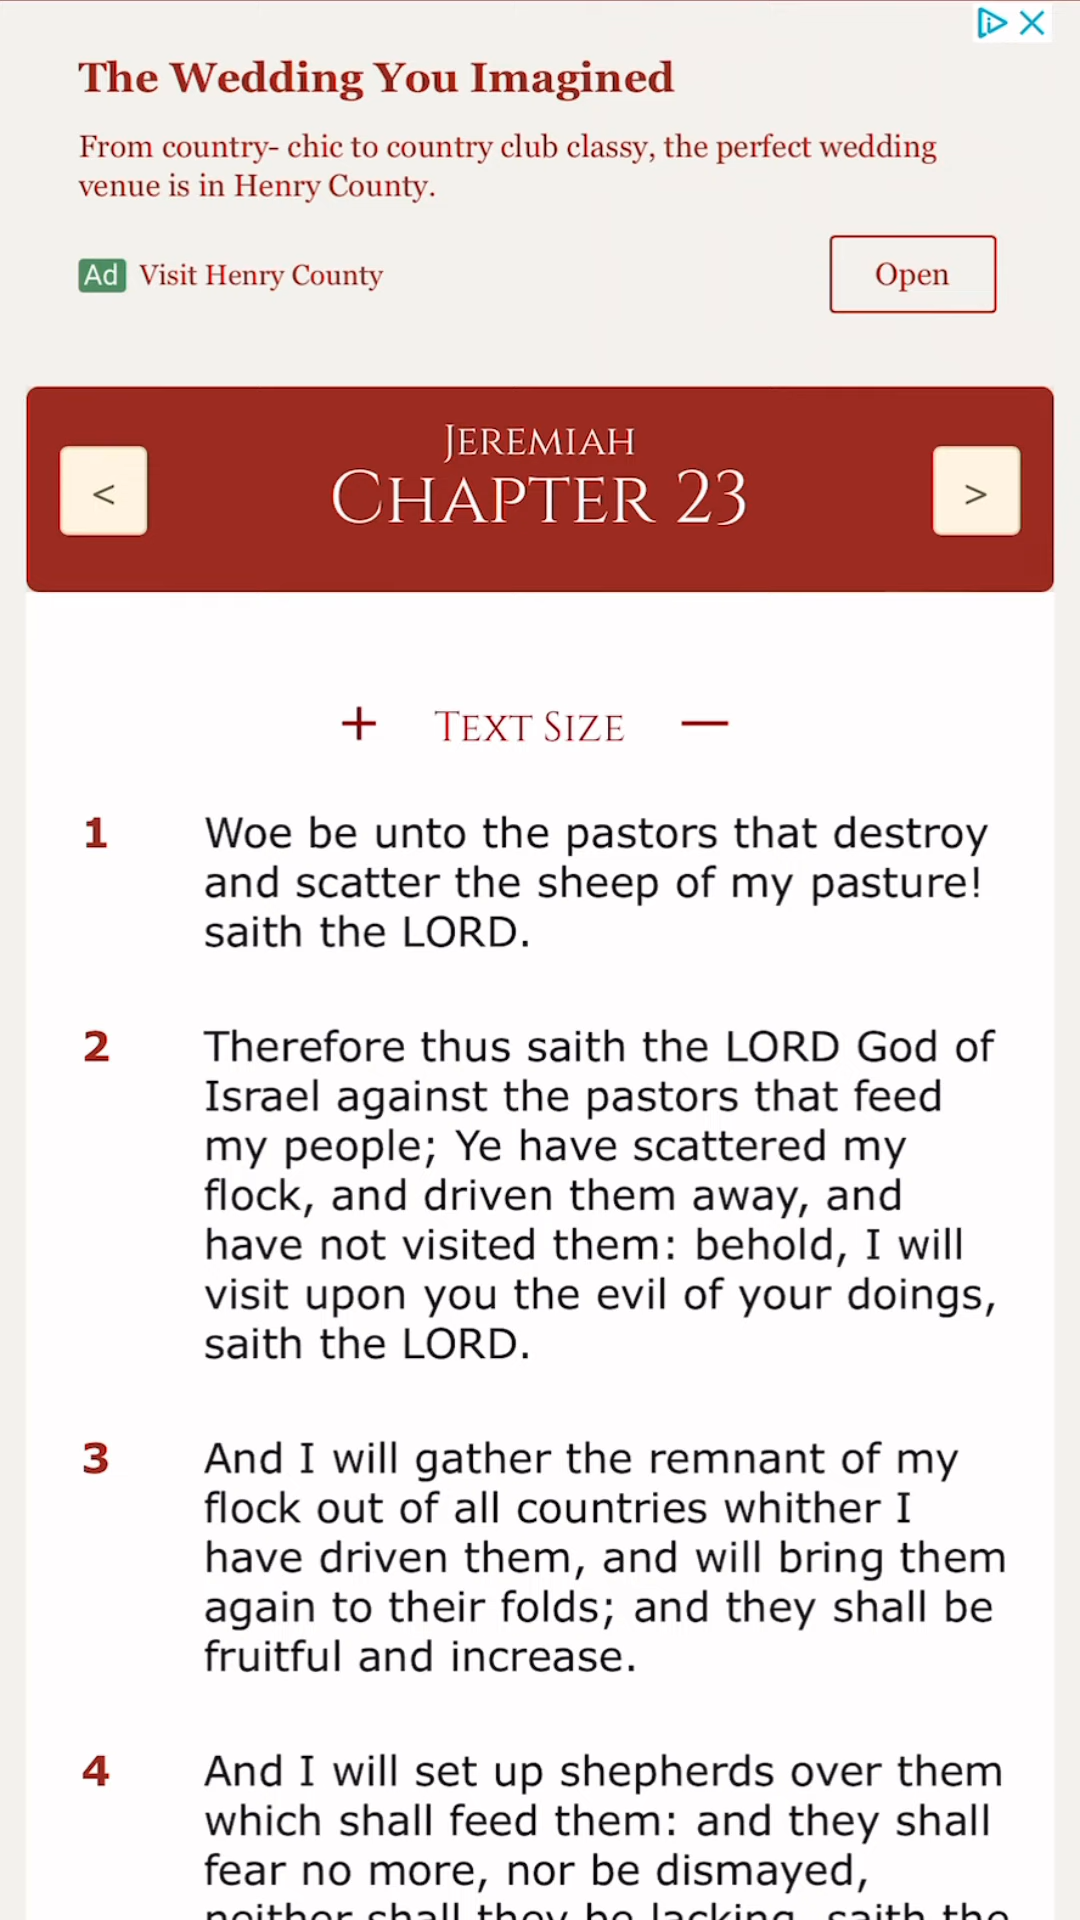 The Wedding You Imagined
From country- chic to country club classy, the perfect wedding
venue is in Henry County.
Ad Visit Henry County
Open
JEREMIAH
CHAPTER 23
<
>
+ TEXT SIZE —
1 Woe be unto the pastors that destroy
and scatter the sheep of my pasture!
saith the LORD.
2 Therefore thus saith the LORD God of
Israel against the pastors that feed
my people; Ye have scattered my
flock, and driven them away, and
have not visited them: behold, I will
visit upon you the evil of your doings,
saith the LORD.
3 And I will gather the remnant of my
flock out of all countries whither I
have driven them, and will bring them
again to their folds; and they shall be
fruitful and increase.
4 And I will set up shepherds over them
which shall feed them: and they shall
fear no more, nor be dismayed,
neither shall they be lacking, saith the